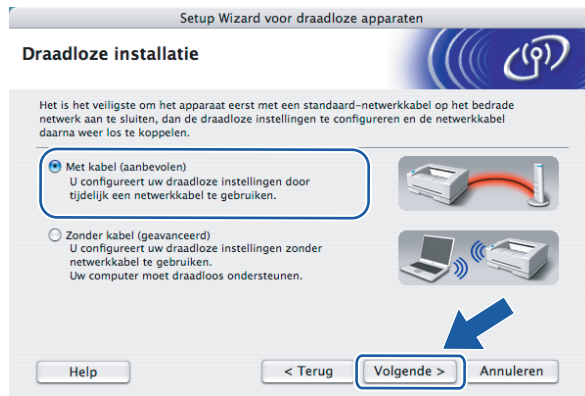 Setup Wizard voor draadloze apparaten
Draadloze installatie
Het is het veiligste om het apparaat eerst met een standaard-netwerkkabel op het bedrade
netwerk aan te sluiten, dan de draadloze instellingen te configureren en de netwerkkabel
daarna weer los te koppelen.
Met kabel (aanbevolen)
U configureert uw draadloze instellingen door
tijdelijk een netwerkkabel te gebruiken.
Zonder kabel (geavanceerd)
U configureert uw draadloze instellingen zonder
netwerkkabel te gebruiken.
Uw computer moet draadloos ondersteunen.
Help
< Terug
Volgende >
Annuleren